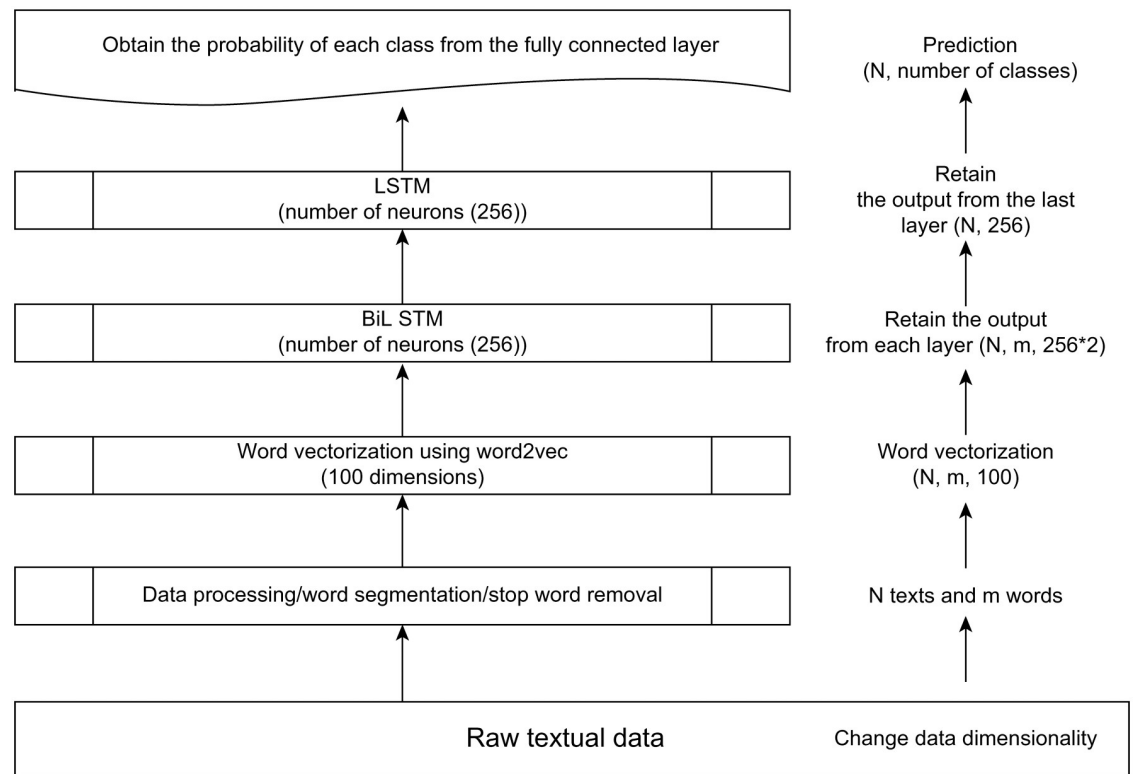 Obtain the probability of each class from the fully connected layer
Prediction
(N, number of classes)
LSTM
(number of neurons (256))
Retain
the output from the last
layer (N, 256)
BiL STM
(number of neurons (256))
Retain the output
from each layer (N, m, 256*2)
Word vectorization using word2vec
(100 dimensions)
Word vectorization
(N, m, 100)
Data processing/word segmentation/stop word removal
N texts and m words
Raw textual data
Change data dimensionality